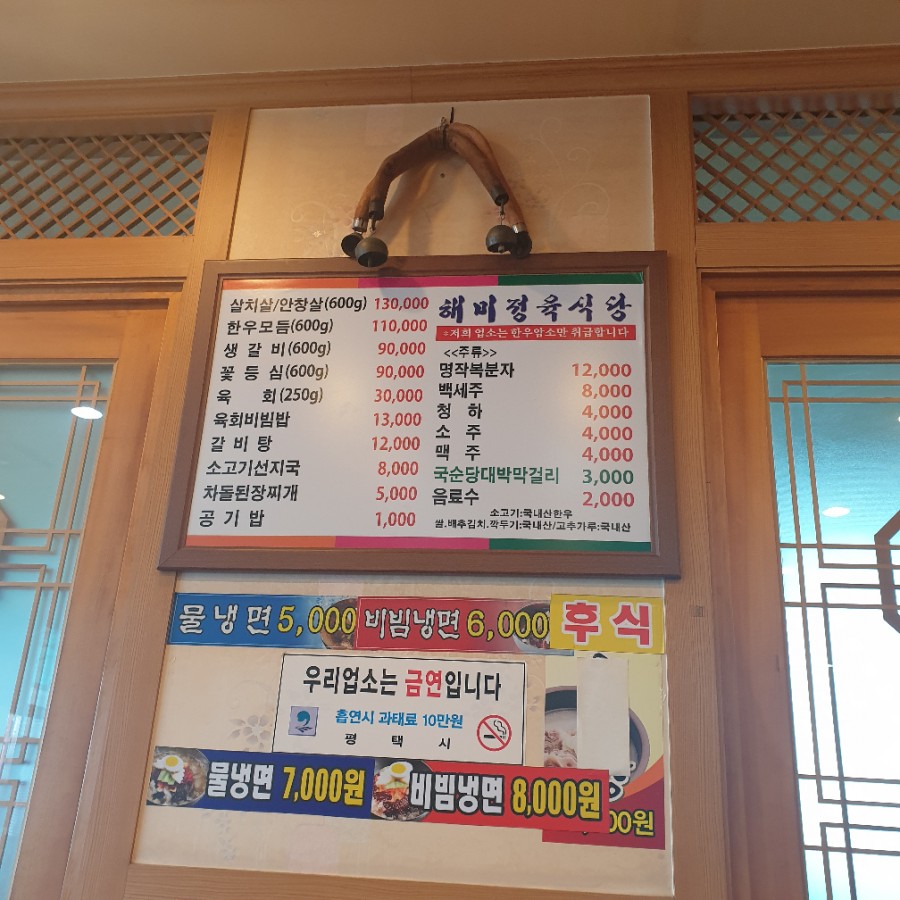 살치살/안창살(600g) 130,000
한우모듬(600g) 110,000
생갈비(600g) 90,000
꽃등심(600g) 90,000
육 회(250g) 30,000
육회비빔밥 13,000
갈비탕 12,000
소고기선지국 8,000
차돌된장찌개 5,000
공기밥 1,000
해미정육식당
※저희 업소는 한우암소만 취급합니다
<<주류>>
명작복분자 12,000
백세주 8,000
청 하 4,000
소 주 4,000
맥 주 4,000
국순당대박막걸리 3,000
음료수 2,000
소고기:국내산한우
쌀.배추김치.깍두기:국내산/고추가루:국내산
물냉면 5,000 비빔냉면 6,000 후식
우리업소는 금연입니다
흡연시 과태료 10만원
평 택 시
물냉면 7,000원 비빔냉면 8,000원
00원